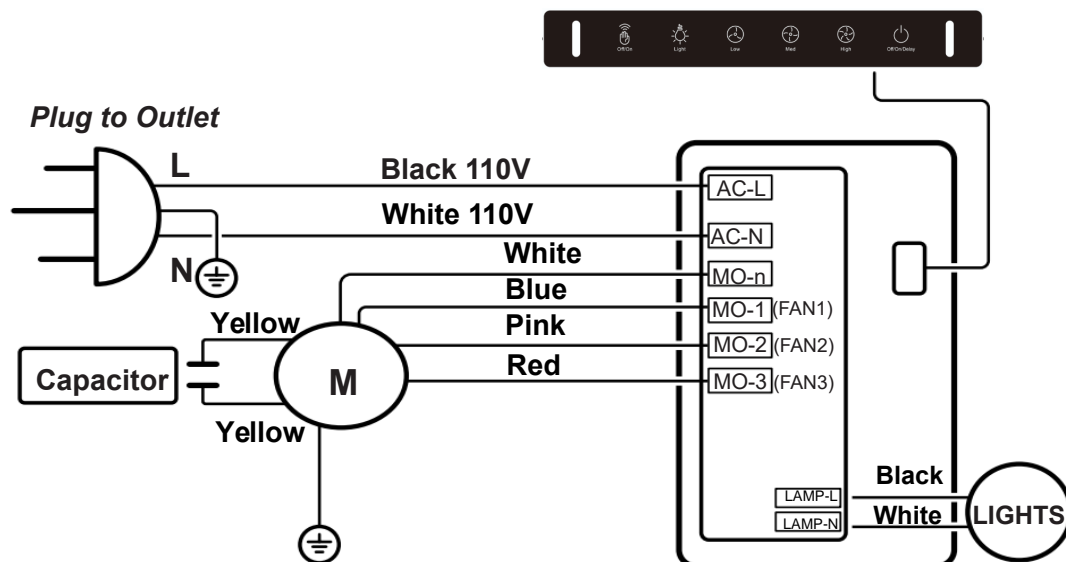 Off/On Light Low Med High Off/On/Delay
Plug to Outlet
L
Black 110V
AC-L
White 110V
AC-N
N
White
MO-n
Blue
MO-1 (FAN1)
Yellow
Pink
MO-2 (FAN2)
Capacitor
M
Red
MO-3 (FAN3)
Yellow
Black
LAMP-L
White
LAMP-N
LIGHTS